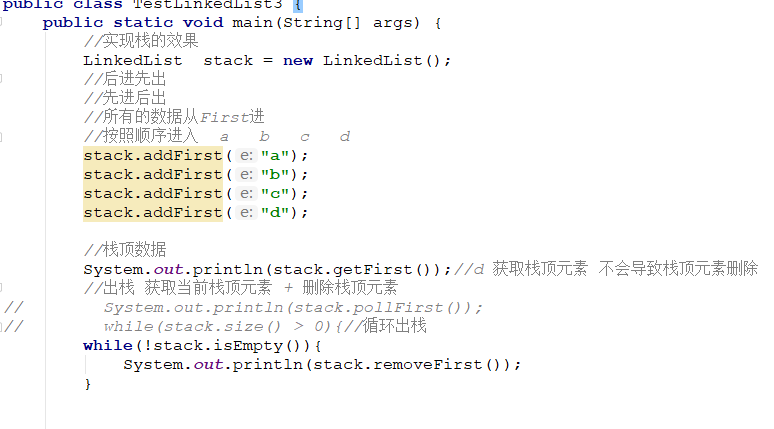 public class TestLinkedList3 {
    public static void main(String[] args) {
        //实现栈的效果
        LinkedList  stack = new LinkedList();
        //后进先出
        //先进后出
        //所有的数据从First进
        //按照顺序进入  a   b   c   d
        stack.addFirst( e: "a");
        stack.addFirst( e: "b");
        stack.addFirst( e: "c");
        stack.addFirst( e: "d");
        //栈顶数据
        System.out.println(stack.getFirst());//d 获取栈顶元素 不会导致栈顶元素删除
        //出栈 获取当前栈顶元素 + 删除栈顶元素
//        System.out.println(stack.pollFirst());
//        while(stack.size() > 0){//循环出栈
        while(!stack.isEmpty()){
            System.out.println(stack.removeFirst());
        }